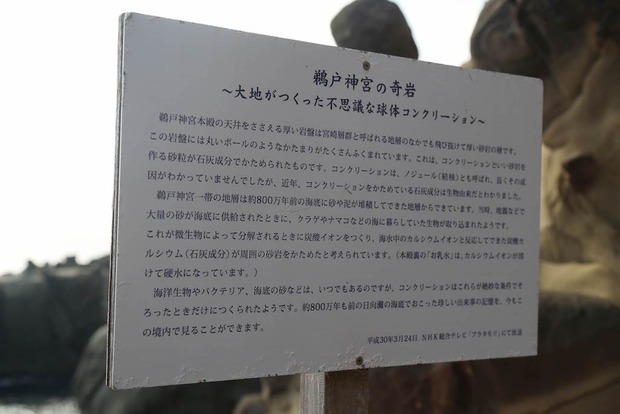 鵜戸神宮の奇岩
～大地がつくった不思議な球体コンクリーション～
鵜戸神宮本殿の天井をささえる厚い岩盤は宮崎層群と呼ばれる地層のなかでも飛び抜けて厚い砂岩の層です。
この岩盤には丸いボールのようなかたまりがたくさんふくまれています。これは、コンクリーションといい砂岩を
作る砂粒が石灰成分でかためられたものです。コンクリーションは、ノジュール(結核)とも呼ばれ、長くその成
因がわかっていませんでしたが、近年、コンクリーションをかためている石灰成分は生物由来だとわかりました。
鵜戸神宮一帯の地層は約800万年前の海底に砂や泥が堆積してできた地層からできています。当時、地震などで
大量の砂が海底に供給されたときに、クラゲやナマコなどの海に暮らしていた生物が取り込まれたようです。
これが微生物によって分解されるときに炭酸イオンをつくり、海水中のカルシウムイオンと反応してできた炭酸カ
ルシウム(石灰成分)が周囲の砂岩をかためたと考えられています。(本殿裏の「お乳水」は、カルシウムイオンが溶
けて硬水になっています。)
海洋生物やバクテリア、海底の砂などは、いつでもあるのですが、コンクリーションはこれらが絶妙な条件でそ
ろったときだけにつくられたようです。約800万年も前の日向灘の海底でおこった珍しい出来事の記憶を、今もこ
の境内で見ることができます。
平成30年3月24日 NHK総合テレビ「ブラタモリ」にて放送